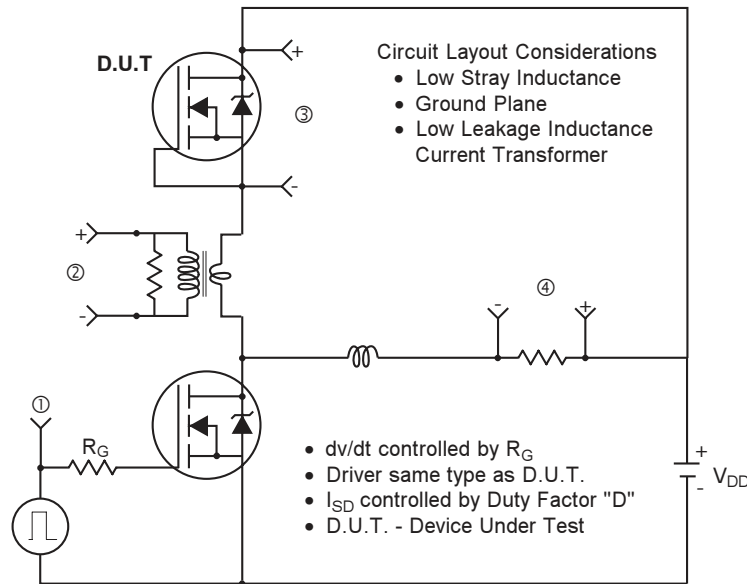 D.U.T
+
③
-
Circuit Layout Considerations
• Low Stray Inductance
• Ground Plane
• Low Leakage Inductance
Current Transformer
+
②
-
④
- +
①
R_G
• dv/dt controlled by R_G
• Driver same type as D.U.T.
• I_SD controlled by Duty Factor "D"
• D.U.T. - Device Under Test
+
V_DD
-